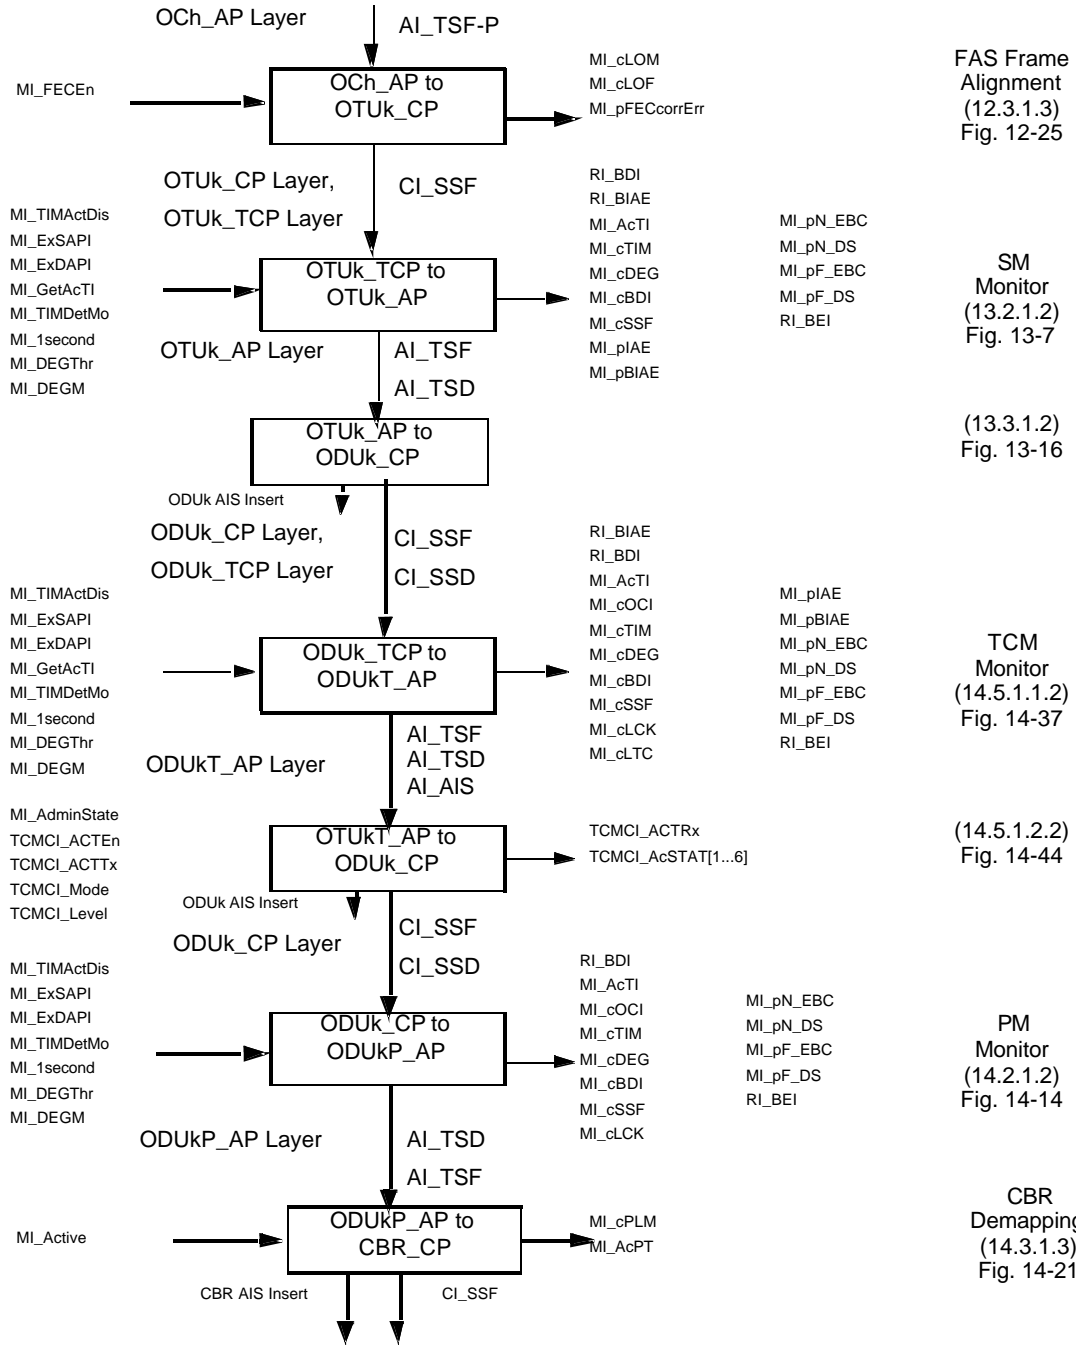 OCh_AP Layer
AI_TSF-P
MI_FECEn
OCh_AP to
OTUk_CP
MI_cLOM
MI_cLOF
MI_pFECcorrErr
FAS Frame
Alignment
(12.3.1.3)
Fig. 12-25
OTUk_CP Layer,
OTUk_TCP Layer
CI_SSF
MI_TIMActDis
MI_ExSAPI
MI_ExDAPI
MI_GetAcTI
MI_TIMDetMo
MI_1second
MI_DEGThr
MI_DEGM
OTUk_TCP to
OTUk_AP
RI_BDI
RI_BIAE
MI_AcTI
MI_cTIM
MI_cDEG
MI_cBDI
MI_cSSF
MI_pIAE
MI_pBIAE
MI_pN_EBC
MI_pN_DS
MI_pF_EBC
MI_pF_DS
RI_BEI
SM
Monitor
(13.2.1.2)
Fig. 13-7
OTUk_AP Layer
AI_TSF
AI_TSD
OTUk_AP to
ODUk_CP
(13.3.1.2)
Fig. 13-16
ODUk AIS Insert
ODUk_CP Layer,
ODUk_TCP Layer
CI_SSF
CI_SSD
MI_TIMActDis
MI_ExSAPI
MI_ExDAPI
MI_GetAcTI
MI_TIMDetMo
MI_1second
MI_DEGThr
MI_DEGM
ODUk_TCP to
ODUkT_AP
RI_BIAE
RI_BDI
MI_AcTI
MI_cOCI
MI_cTIM
MI_cDEG
MI_cBDI
MI_cSSF
MI_cLCK
MI_cLTC
MI_pIAE
MI_pBIAE
MI_pN_EBC
MI_pN_DS
MI_pF_EBC
MI_pF_DS
RI_BEI
TCM
Monitor
(14.5.1.1.2)
Fig. 14-37
ODUkT_AP Layer
AI_TSF
AI_TSD
AI_AIS
MI_AdminState
TCMCI_ACTEn
TCMCI_ACTTx
TCMCI_Mode
TCMCI_Level
OTUkT_AP to
ODUk_CP
TCMCI_ACTRx
TCMCI_AcSTAT[1...6]
(14.5.1.2.2)
Fig. 14-44
ODUk AIS Insert
ODUk_CP Layer
CI_SSF
CI_SSD
MI_TIMActDis
MI_ExSAPI
MI_ExDAPI
MI_TIMDetMo
MI_1second
MI_DEGThr
MI_DEGM
ODUk_CP to
ODUkP_AP
RI_BDI
MI_AcTI
MI_cOCI
MI_cTIM
MI_cDEG
MI_cBDI
MI_cSSF
MI_cLCK
MI_pN_EBC
MI_pN_DS
MI_pF_EBC
MI_pF_DS
RI_BEI
PM
Monitor
(14.2.1.2)
Fig. 14-14
ODUkP_AP Layer
AI_TSD
AI_TSF
MI_Active
ODUkP_AP to
CBR_CP
MI_cPLM
MI_AcPT
CBR
Demapping
(14.3.1.3)
Fig. 14-21
CBR AIS Insert
CI_SSF